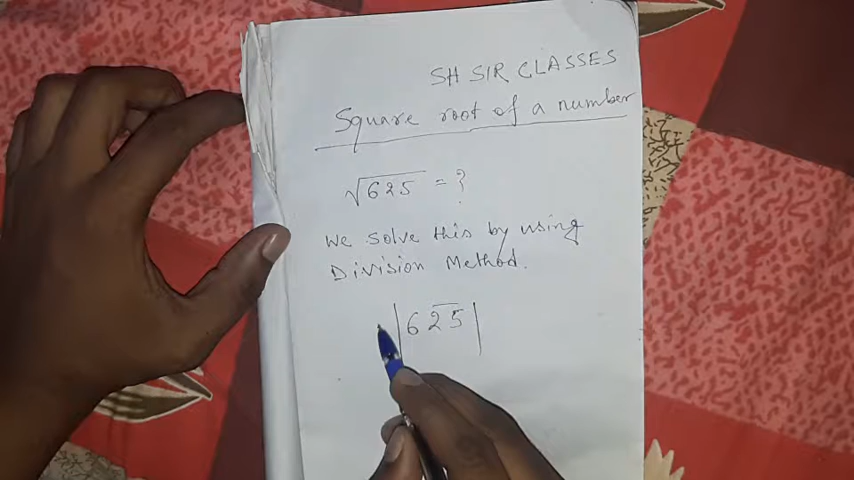 SH SIR CLASSES
Square root of a number
√625 = ?
We solve this by using
Division Method.
625